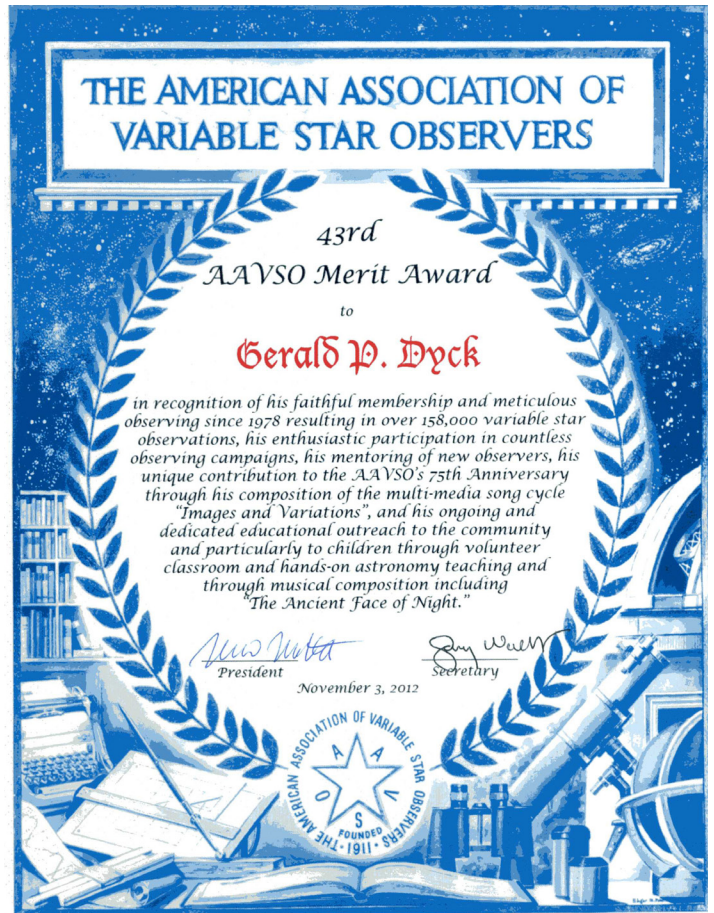 THE AMERICAN ASSOCIATION OF
VARIABLE STAR OBSERVERS
43rd
AAVSO Merit Award
to
Gerald P. Dyck
in recognition of his faithful membership and meticulous
observing since 1978 resulting in over 158,000 variable star
observations, his enthusiastic participation in countless
observing campaigns, his mentoring of new observers, his
unique contribution to the AAVSO's 75th Anniversary
through his composition of the multi-media song cycle
"Images and Variations", and his ongoing and
dedicated educational outreach to the community
and particularly to children through volunteer
classroom and hands-on astronomy teaching and
through musical composition including
"The Ancient Face of Night."
President
Secretary
November 3, 2012
THE AMERICAN ASSOCIATION OF VARIABLE STAR OBSERVERS
A A V S O
FOUNDED
1911